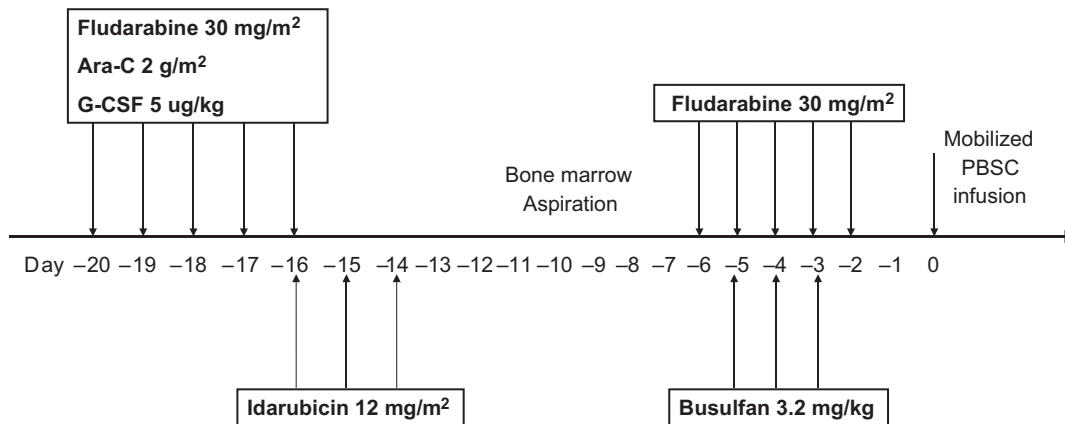 Fludarabine 30 mg/m²
Ara-C 2 g/m²
G-CSF 5 ug/kg
Fludarabine 30 mg/m²
Mobilized
PBSC
infusion
Bone marrow
Aspiration
Day –20 –19 –18 –17 –16 –15 –14 –13 –12 –11 –10 –9 –8 –7 –6 –5 –4 –3 –2 –1 0
Idarubicin 12 mg/m²
Busulfan 3.2 mg/kg